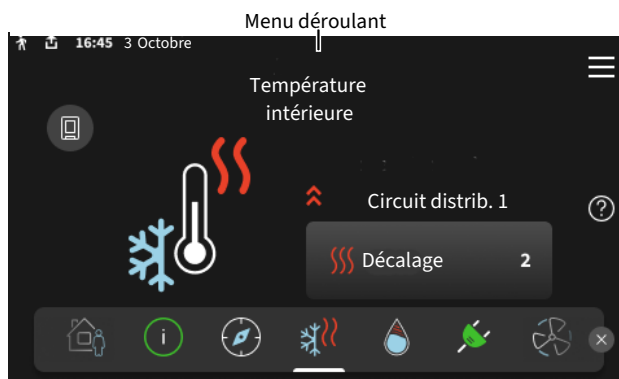 Menu déroulant
16:45 3 Octobre
Température
intérieure
Circuit distrib. 1
Décalage 2